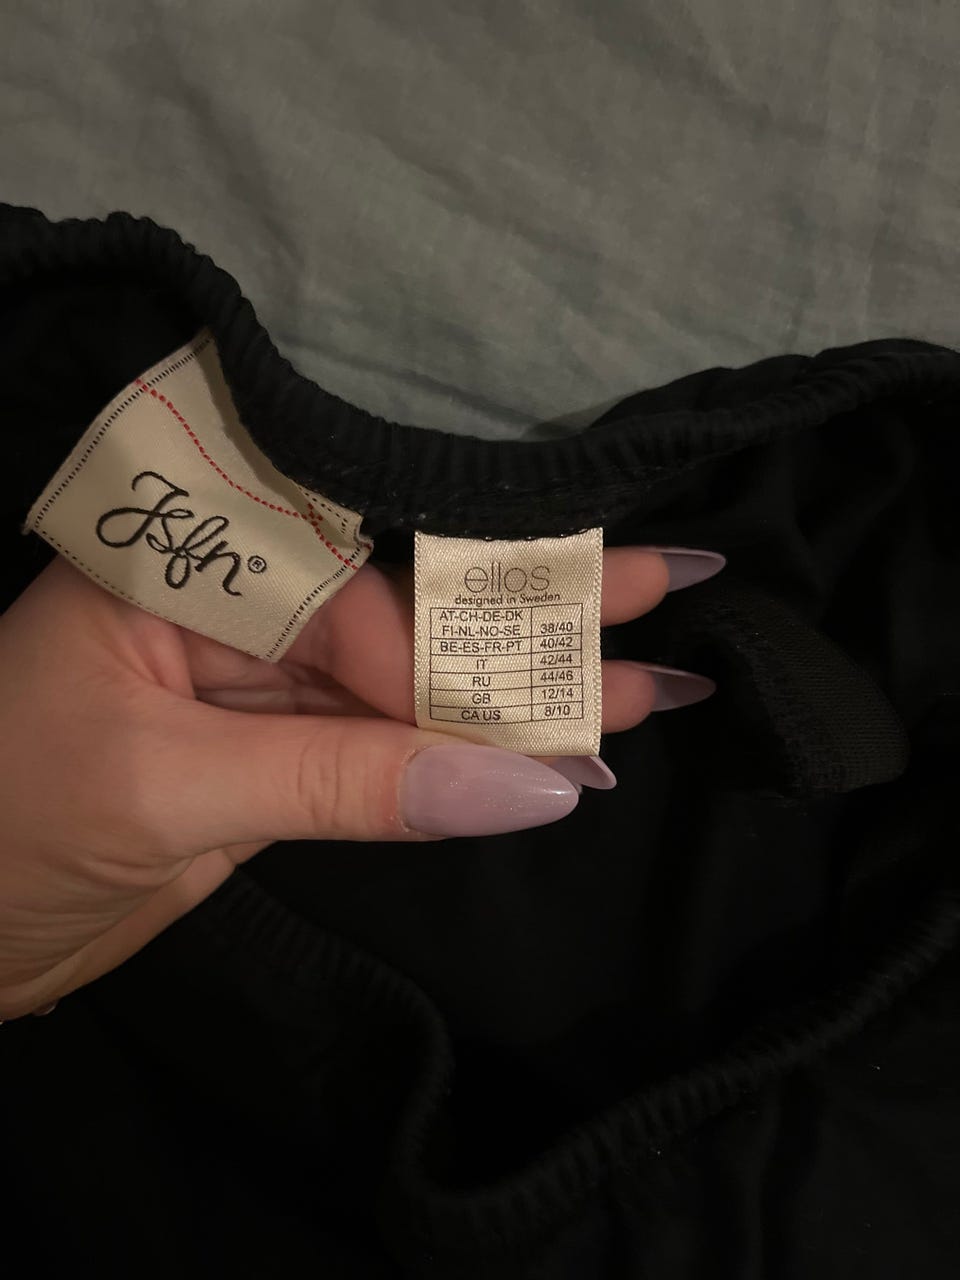 Jsfn®
ellos
designed in Sweden
AT-CH-DE-DK
FI-NL-NO-SE 38/40
BE-ES-FR-PT 40/42
IT 42/44
RU 44/46
GB 12/14
CA US 8/10